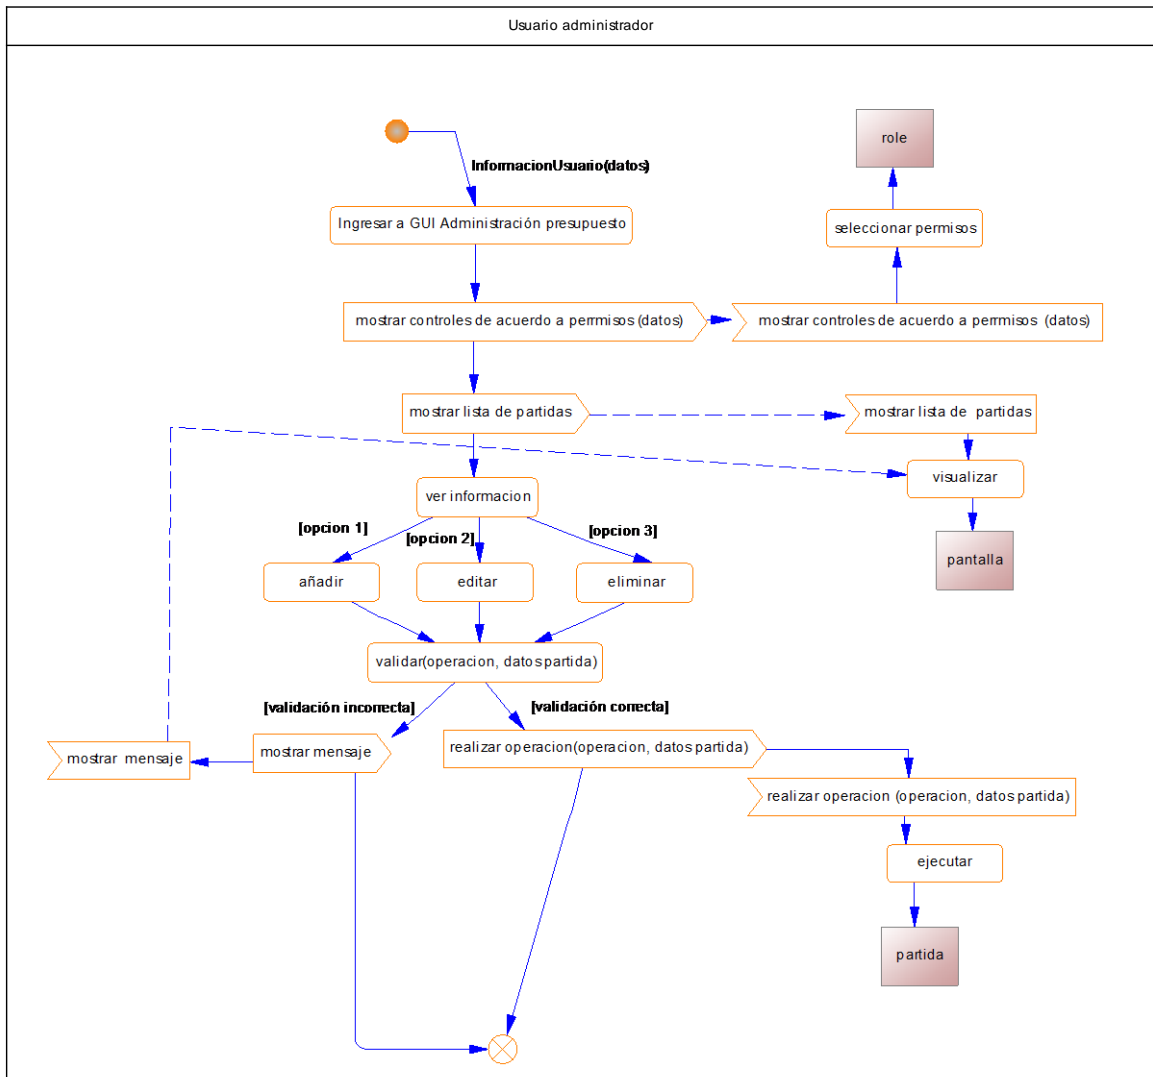 Usuario administrador
role
InformacionUsuario(datos)
Ingresar a GUI Administración presupuesto
seleccionar permisos
mostrar controles de acuerdo a perrmisos (datos)
mostrar controles de acuerdo a perrmisos (datos)
mostrar lista de partidas
mostrar lista de partidas
visualizar
ver informacion
[opcion 1]
[opcion 2]
[opcion 3]
pantalla
añadir
editar
eliminar
validar(operacion, datos partida)
[validación incorrecta]
[validación correcta]
mostrar mensaje
mostrar mensaje
realizar operacion(operacion, datos partida)
realizar operacion (operacion, datos partida)
ejecutar
partida